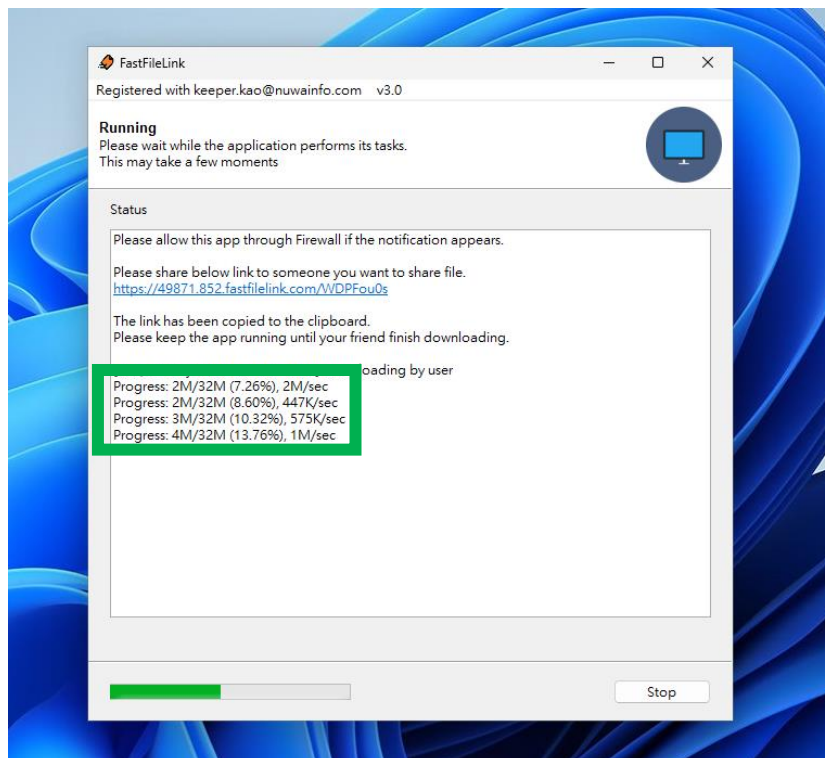 FastFileLink
Registered with keeper.kao@nuwainfo.com v3.0
Running
Please wait while the application performs its tasks.
This may take a few moments
Status
Please allow this app through Firewall if the notification appears.
Please share below link to someone you want to share file.
https://49871.852.fastfilelink.com/WDPFou0s
The link has been copied to the clipboard.
Please keep the app running until your friend finish downloading.
oading by user
Progress: 2M/32M (7.26%), 2M/sec
Progress: 2M/32M (8.60%), 447K/sec
Progress: 3M/32M (10.32%), 575K/sec
Progress: 4M/32M (13.76%), 1M/sec
Stop